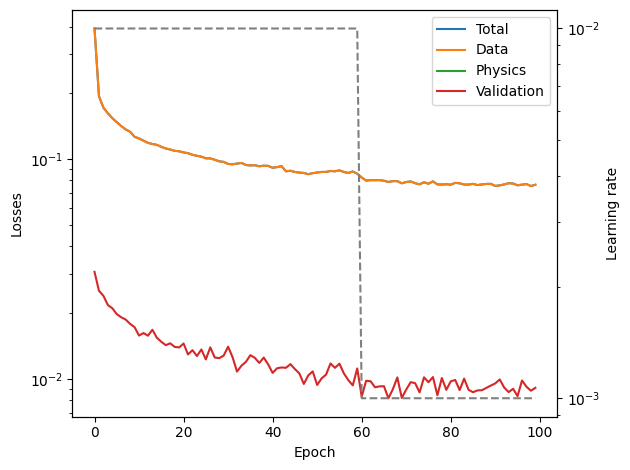 Total
Data
Physics
Validation
10⁻¹
10⁻²
Losses
0
20
40
60
80
100
Epoch
10⁻²
10⁻³
Learning rate